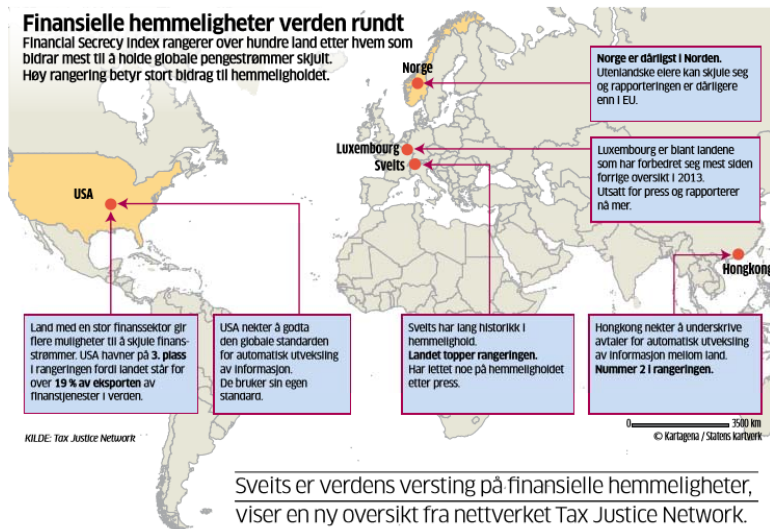 Finansielle hemmeligheter verden rundt
Financial Secrecy Index rangerer over hundre land etter hvem som
bidrar mest til å holde globale pengestrømmer skjult.
Høy rangering betyr stort bidrag til hemmeligholdet.
Norge
Norge er dårligst i Norden.
Utenlandske eiere kan skjule seg
og rapporteringen er dårligere
enn i EU.
Luxembourg
Sveits
Luxembourg er blant landene
som har forbedret seg mest siden
forrige oversikt i 2013.
Utsatt for press og rapporterer
nå mer.
USA
Hongkong
Land med en stor finanssektor gir
flere muligheter til å skjule finans-
strømmer. USA havner på 3. plass
i rangeringen fordi landet står for
over 19 % av eksporten av
finanstjenester i verden.
USA nekter å godta
den globale standarden
for automatisk utveksling
av informasjon.
De bruker sin egen
standard.
Sveits har lang historikk i
hemmelighold.
Landet topper rangeringen.
Har lettet noe på hemmeligholdet
etter press.
Hongkong nekter å underskrive
avtaler for automatisk utveksling
av informasjon mellom land.
Nummer 2 i rangeringen.
0 3500 km
KILDE: Tax Justice Network
© Kartagena / Statens kartverk
Sveits er verdens versting på finansielle hemmeligheter,
viser en ny oversikt fra nettverket Tax Justice Network.